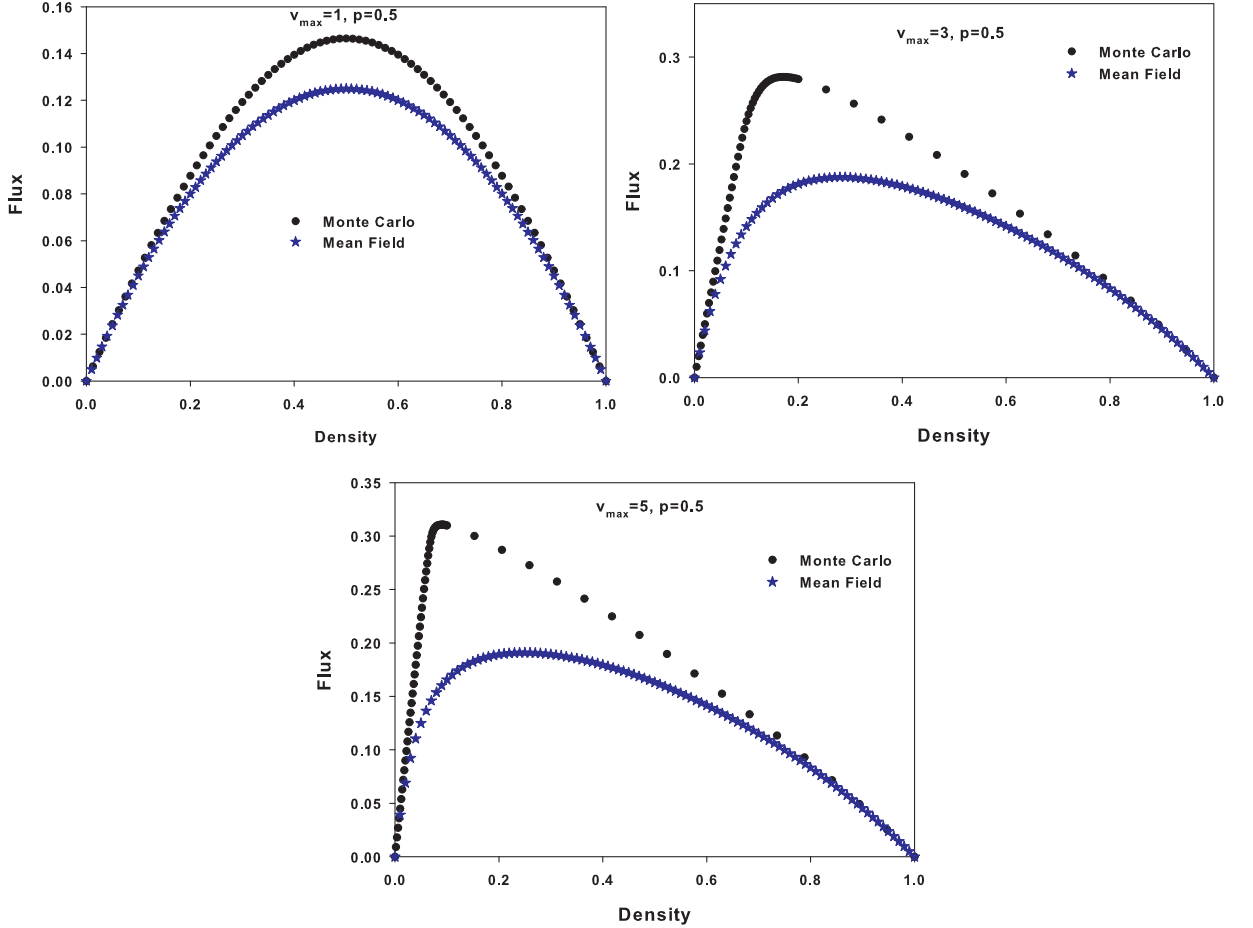 v_max=1, p=0.5
0.16
0.14
0.12
0.10
0.08
0.06
0.04
0.02
0.00
Flux
Monte Carlo
Mean Field
0.0 0.2 0.4 0.6 0.8 1.0
Density
v_max=3, p=0.5
0.3
0.2
0.1
0.0
Flux
Monte Carlo
Mean Field
0.0 0.2 0.4 0.6 0.8 1.0
Density
v_max=5, p=0.5
0.35
0.30
0.25
0.20
0.15
0.10
0.05
0.00
Flux
Monte Carlo
Mean Field
0.0 0.2 0.4 0.6 0.8 1.0
Density